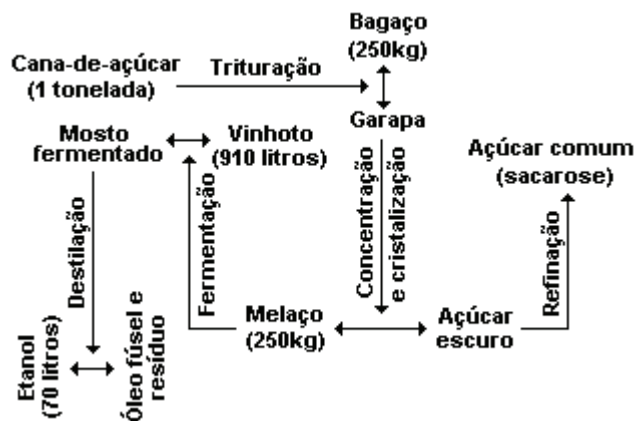 Bagaço
(250kg)
Cana-de-açúcar
(1 tonelada)
Trituração
Garapa
Mosto
fermentado
Vinhoto
(910 litros)
Açúcar comum
(sacarose)
Destilação
Fermentação
Concentração
e cristalização
Refinação
Melaço
(250kg)
Açúcar
escuro
Etanol
(70 litros)
Óleo fúsel e
resíduo